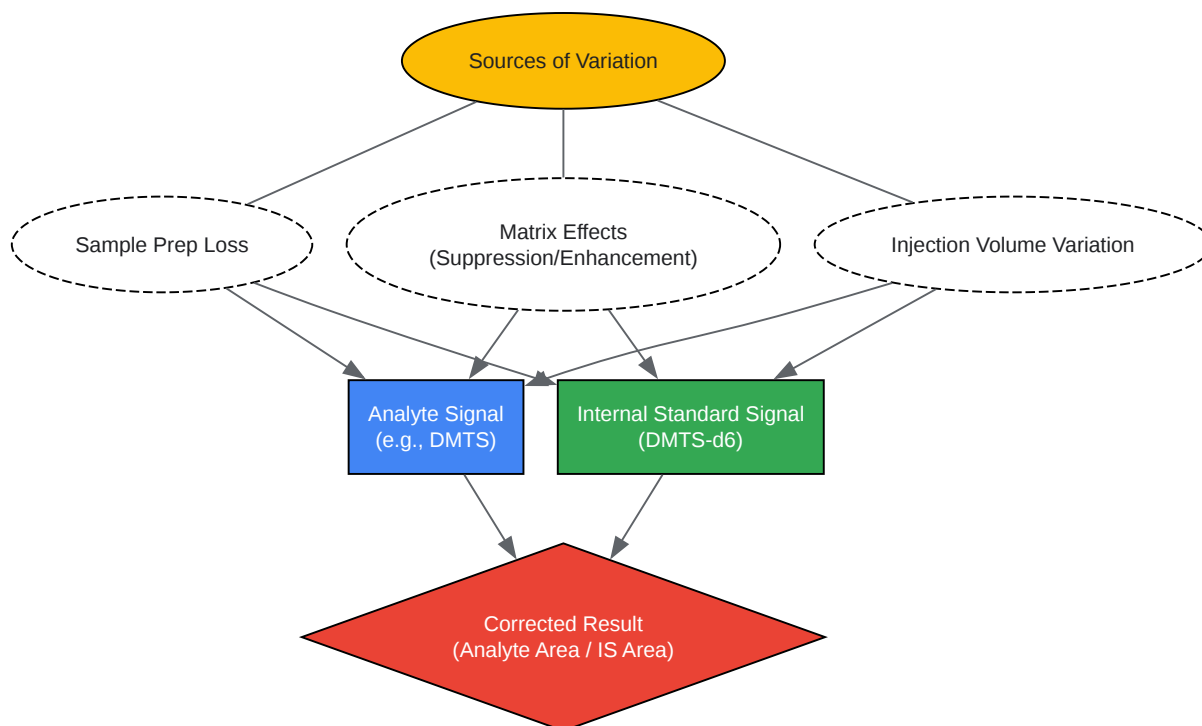 Sources of Variation
Sample Prep Loss
Matrix Effects
(Suppression/Enhancement)
Injection Volume Variation
Analyte Signal
(e.g., DMTS)
Internal Standard Signal
(DMTS-d6)
Corrected Result
(Analyte Area / IS Area)